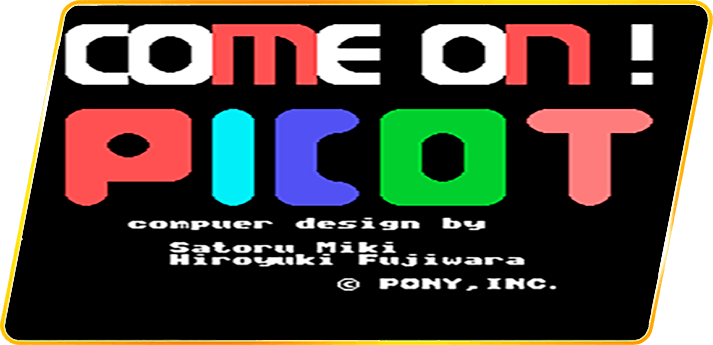 COME ON!
PICOT
compuer design by
Satoru Miki
Hiroyuki Fujiwara
© PONY,INC.